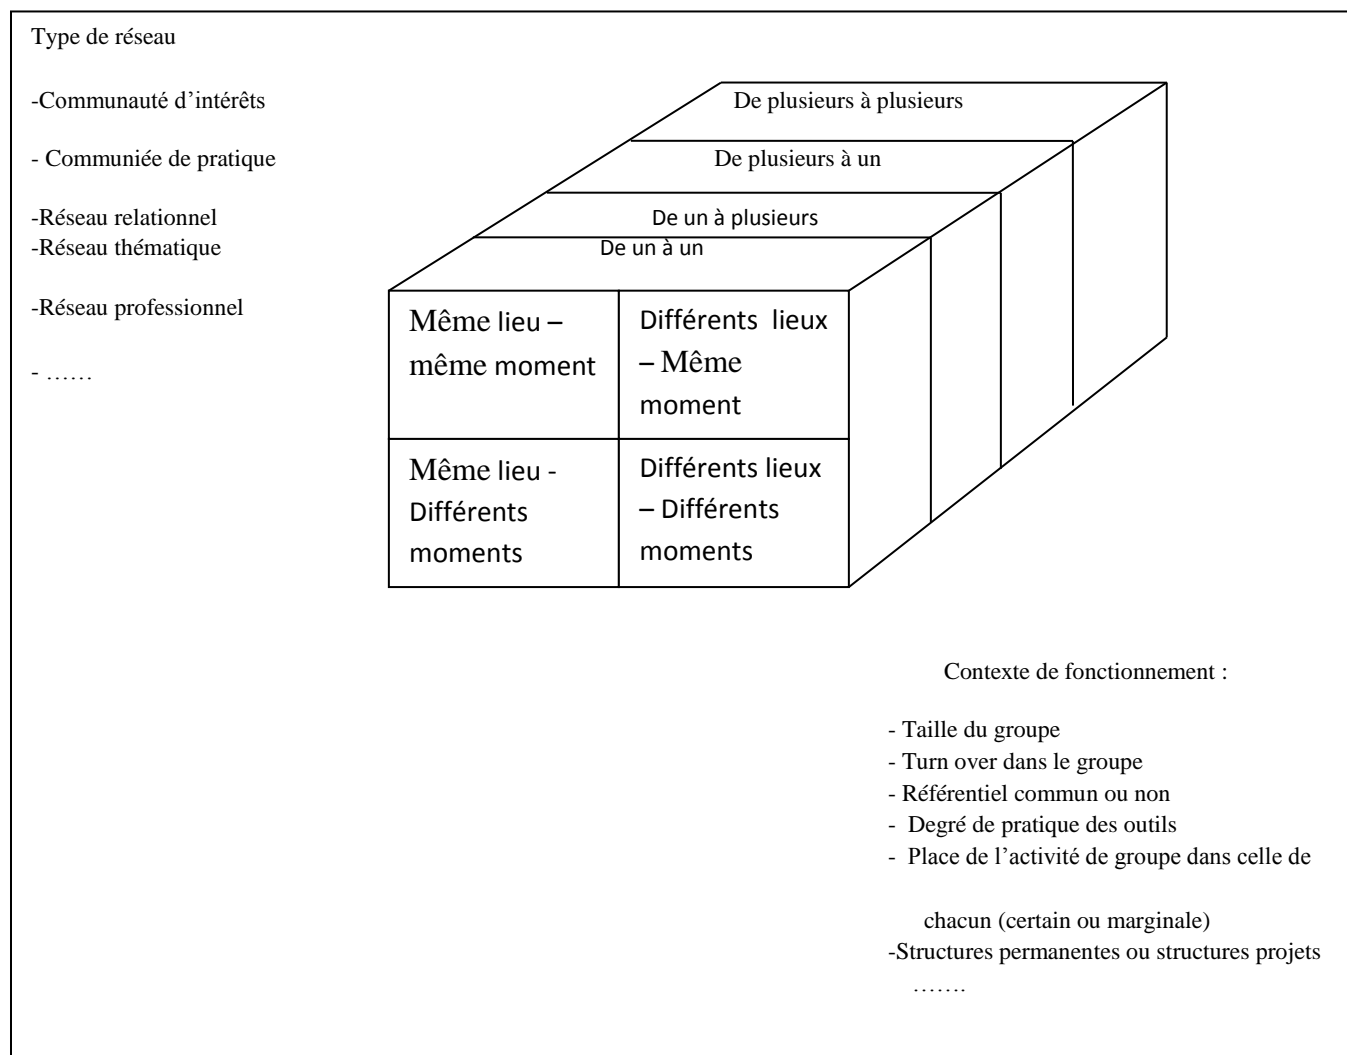 Type de réseau
-Communauté d'intérêts
- Communiée de pratique
-Réseau relationnel
-Réseau thématique
-Réseau professionnel
- ......
De plusieurs à plusieurs
De plusieurs à un
De un à plusieurs
De un à un
Même lieu –
même moment
Différents lieux
– Même
moment
Même lieu -
Différents
moments
Différents lieux
– Différents
moments
Contexte de fonctionnement :
- Taille du groupe
- Turn over dans le groupe
- Référentiel commun ou non
- Degré de pratique des outils
- Place de l'activité de groupe dans celle de
chacun (certain ou marginale)
-Structures permanentes ou structures projets
.......